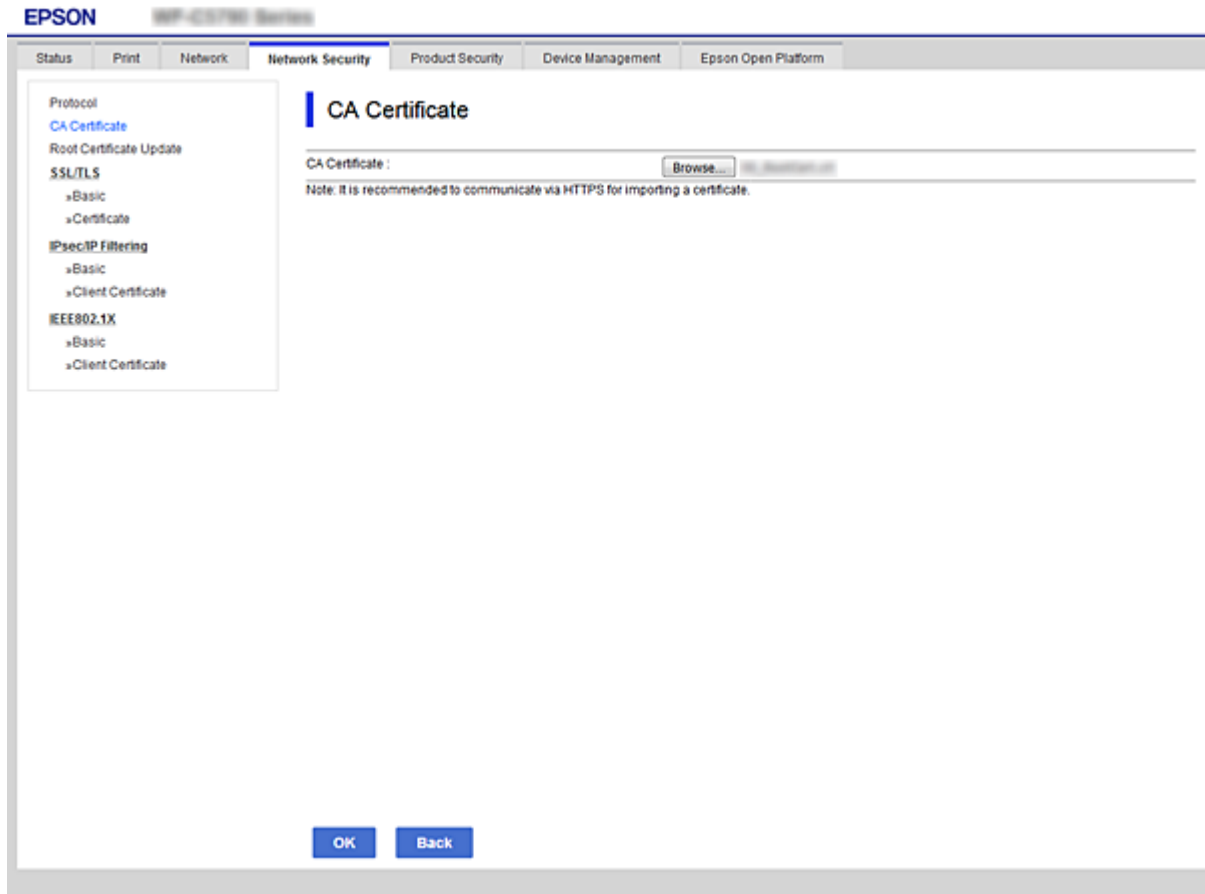 EPSON
Status Print Network Network Security Product Security Device Management Epson Open Platform
Protocol
CA Certificate
Root Certificate Update
SSL/TLS
»Basic
»Certificate
IPsec/IP Filtering
»Basic
»Client Certificate
IEEE802.1X
»Basic
»Client Certificate
CA Certificate
CA Certificate : Browse...
Note: It is recommended to communicate via HTTPS for importing a certificate.
OK Back